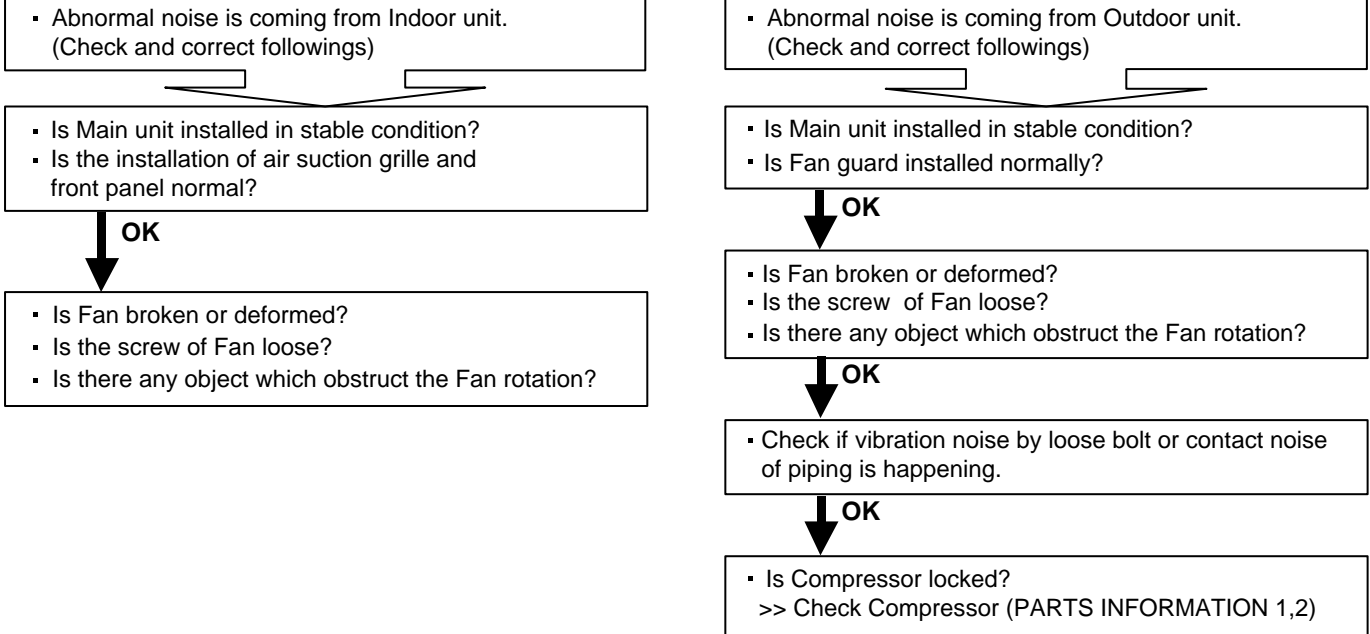 ▪ Abnormal noise is coming from Indoor unit.
(Check and correct followings)
▪ Is Main unit installed in stable condition?
▪ Is the installation of air suction grille and
front panel normal?
OK
▪ Is Fan broken or deformed?
▪ Is the screw of Fan loose?
▪ Is there any object which obstruct the Fan rotation?
▪ Abnormal noise is coming from Outdoor unit.
(Check and correct followings)
▪ Is Main unit installed in stable condition?
▪ Is Fan guard installed normally?
OK
▪ Is Fan broken or deformed?
▪ Is the screw of Fan loose?
▪ Is there any object which obstruct the Fan rotation?
OK
▪ Check if vibration noise by loose bolt or contact noise
of piping is happening.
OK
▪ Is Compressor locked?
>> Check Compressor (PARTS INFORMATION 1,2)